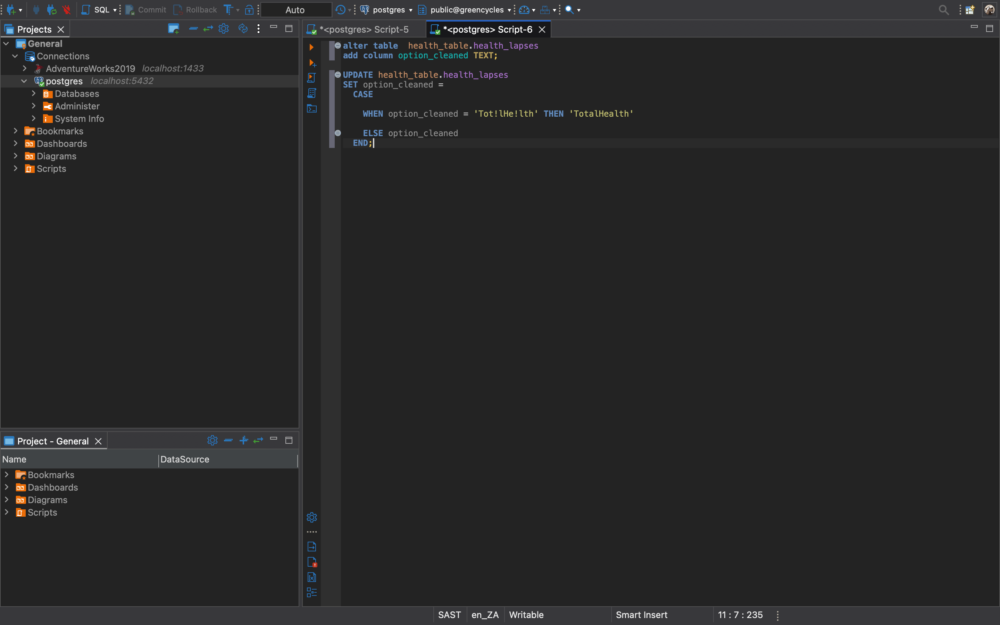 SQL
Commit
Rollback
Auto
postgres
public@greencycles
Projects
General
Connections
AdventureWorks2019 localhost:1433
postgres localhost:5432
Databases
Administer
System Info
Bookmarks
Dashboards
Diagrams
Scripts
*<postgres> Script-5
*<postgres> Script-6
alter table  health_table.health_lapses
add column option_cleaned TEXT;
UPDATE health_table.health_lapses
SET option_cleaned =
CASE
WHEN option_cleaned = 'Tot!lHe!lth' THEN 'TotalHealth'
ELSE option_cleaned
END;
Project - General
Name DataSource
Bookmarks
Dashboards
Diagrams
Scripts
SAST en_ZA Writable Smart Insert 11 : 7 : 235